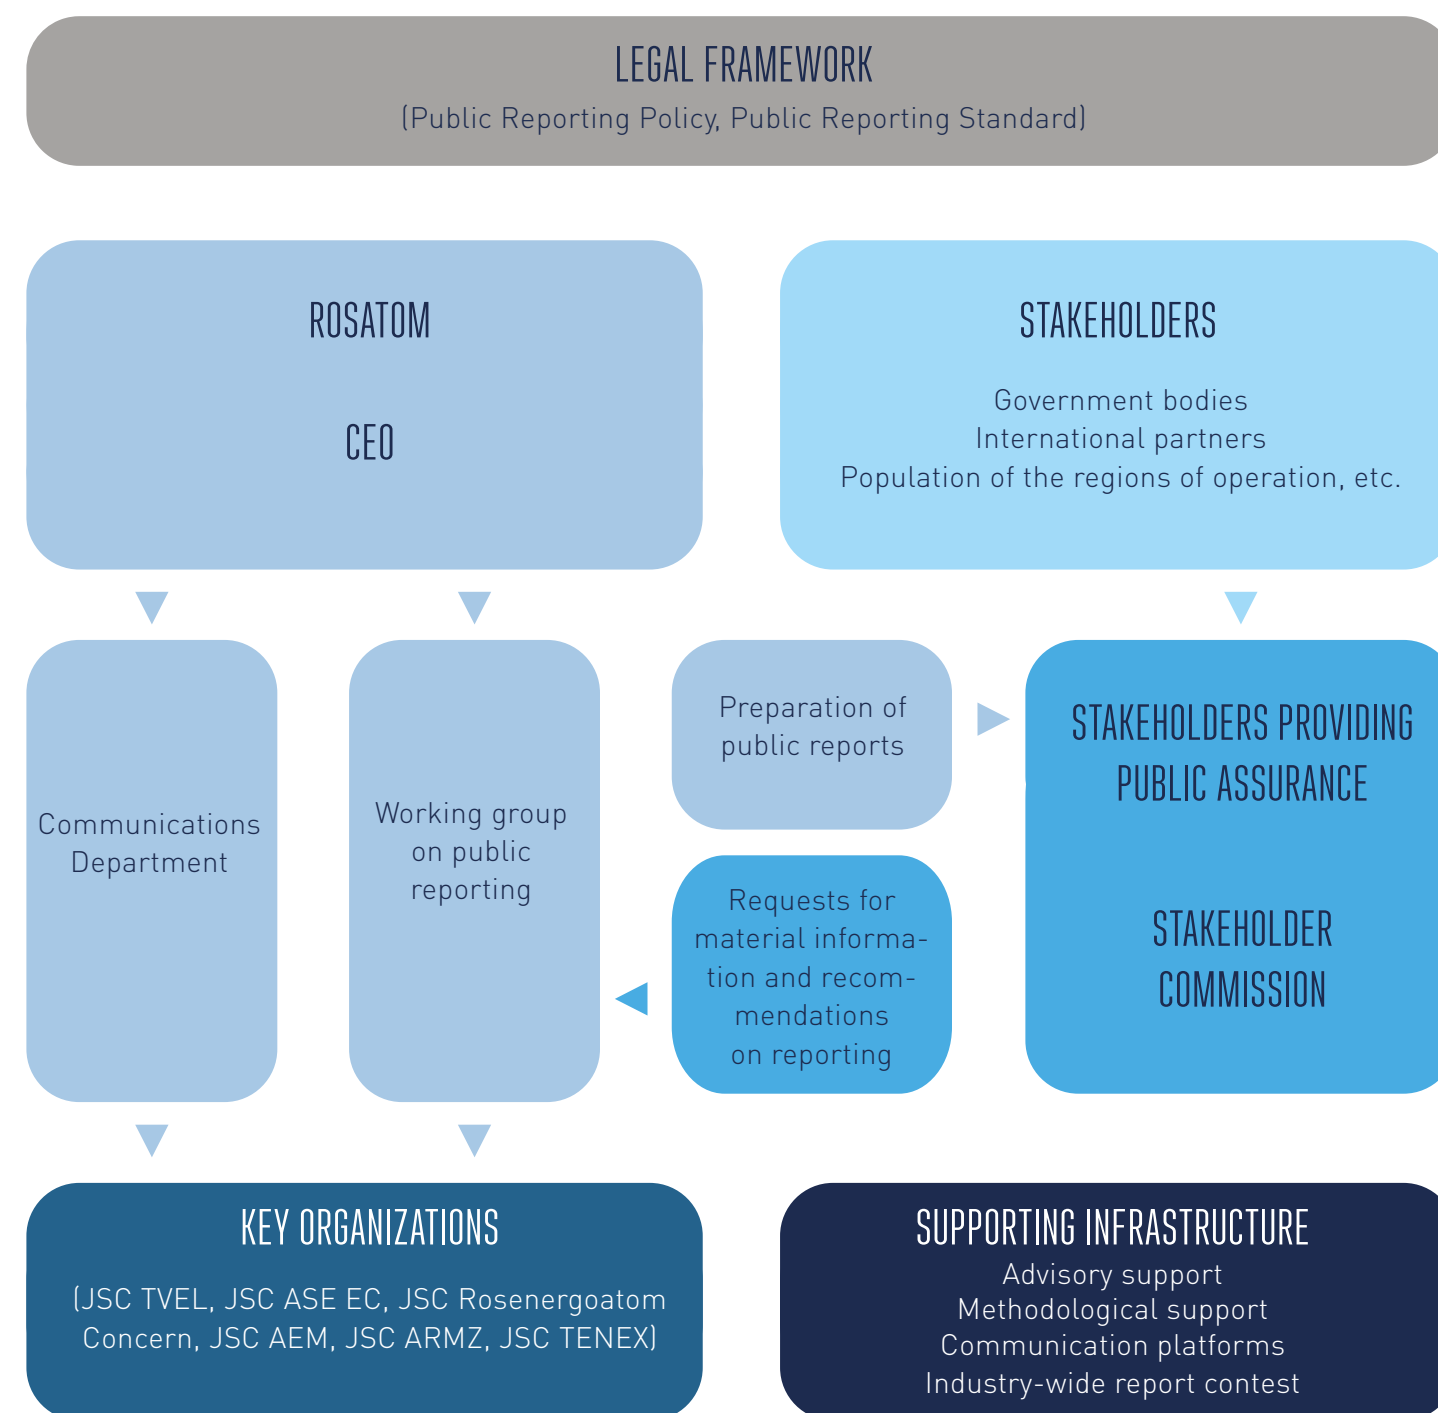 LEGAL FRAMEWORK
(Public Reporting Policy, Public Reporting Standard)
ROSATOM
CEO
STAKEHOLDERS
Government bodies
International partners
Population of the regions of operation, etc.
Communications
Department
Working group
on public
reporting
Preparation of
public reports
Requests for
material informa-
tion and recom-
mendations
on reporting
STAKEHOLDERS PROVIDING
PUBLIC ASSURANCE
STAKEHOLDER
COMMISSION
KEY ORGANIZATIONS
(JSC TVEL, JSC ASE EC, JSC Rosenergoatom
Concern, JSC AEM, JSC ARMZ, JSC TENEX)
SUPPORTING INFRASTRUCTURE
Advisory support
Methodological support
Communication platforms
Industry-wide report contest